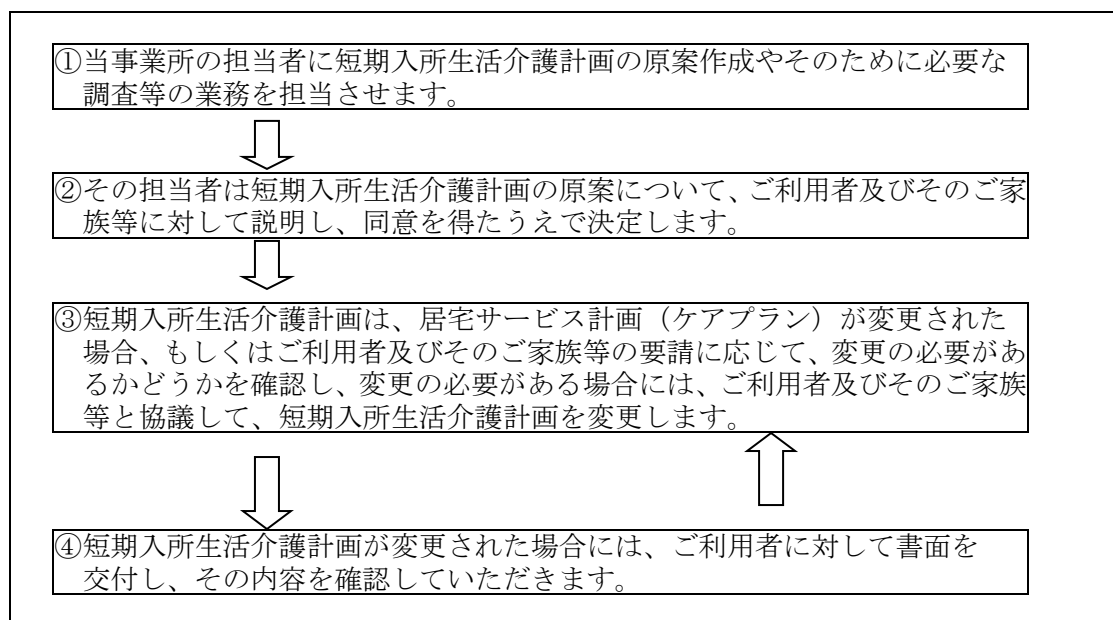 ①当事業所の担当者に短期入所生活介護計画の原案作成やそのために必要な
調査等の業務を担当させます。
②その担当者は短期入所生活介護計画の原案について、ご利用者及びそのご家
族等に対して説明し、同意を得たうえで決定します。
③短期入所生活介護計画は、居宅サービス計画（ケアプラン）が変更された
場合、もしくはご利用者及びそのご家族等の要請に応じて、変更の必要があ
るかどうかを確認し、変更の必要がある場合には、ご利用者及びそのご家族
等と協議して、短期入所生活介護計画を変更します。
④短期入所生活介護計画が変更された場合には、ご利用者に対して書面を
交付し、その内容を確認していただきます。